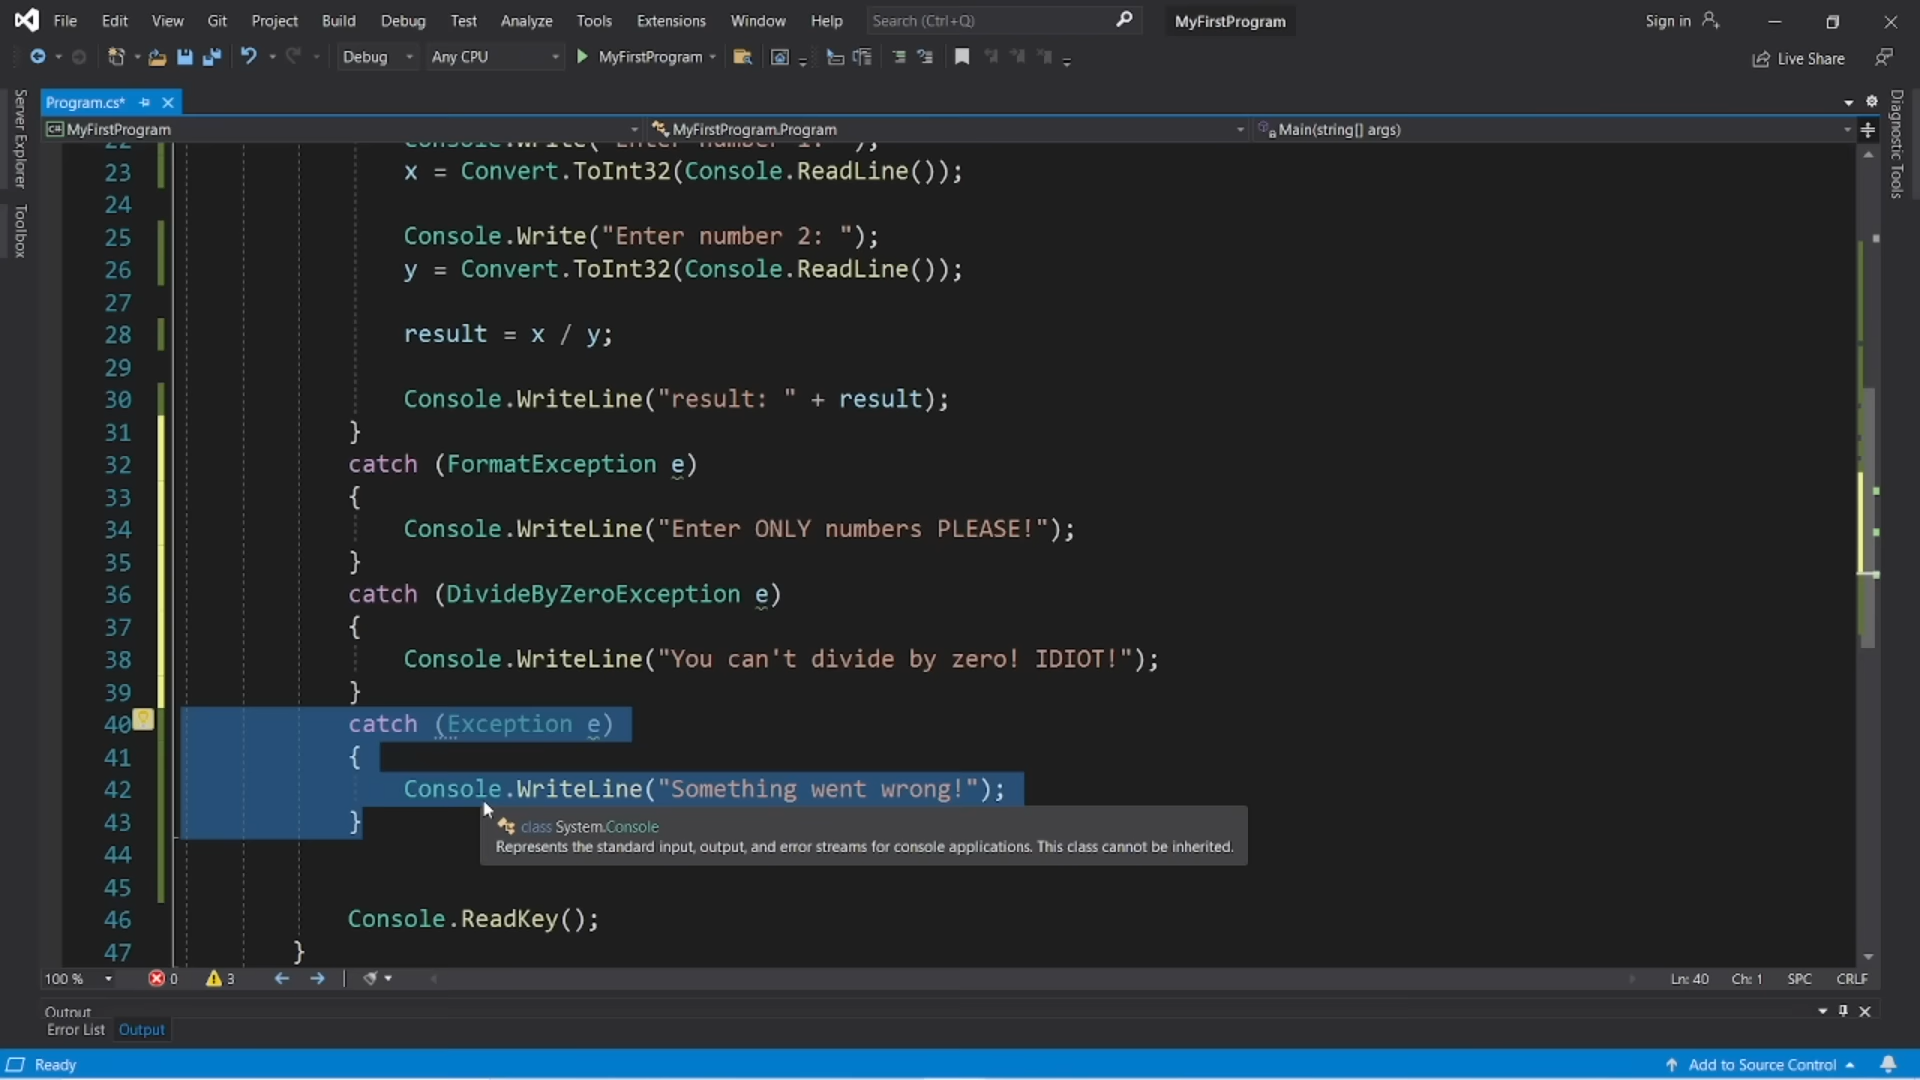 File Edit View Git Project Build Debug Test Analyze Tools Extensions Window Help Search (Ctrl+Q) MyFirstProgram Sign in
Debug Any CPU MyFirstProgram Live Share
Server Explorer
Toolbox
Diagnostic Tools
Program.cs*
C# MyFirstProgram MyFirstProgram.Program Main(string[] args)
22 Console.Write("Enter number 1: ");
23 x = Convert.ToInt32(Console.ReadLine());
24
25 Console.Write("Enter number 2: ");
26 y = Convert.ToInt32(Console.ReadLine());
27
28 result = x / y;
29
30 Console.WriteLine("result: " + result);
31 }
32 catch (FormatException e)
33 {
34 Console.WriteLine("Enter ONLY numbers PLEASE!");
35 }
36 catch (DivideByZeroException e)
37 {
38 Console.WriteLine("You can't divide by zero! IDIOT!");
39 }
40 catch (Exception e)
41 {
42 Console.WriteLine("Something went wrong!");
43 }
class System.Console
Represents the standard input, output, and error streams for console applications. This class cannot be inherited.
44
45
46 Console.ReadKey();
47 }
100 % 0 3 Ln: 40 Ch: 1 SPC CRLF
Output
Error List Output
Ready Add to Source Control